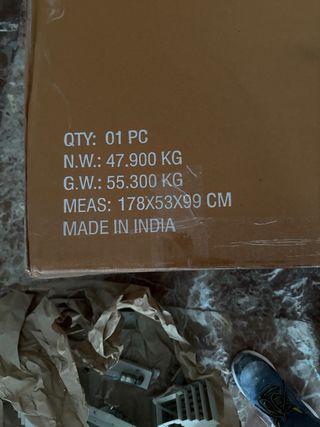 QTY: 01 PC
N.W.: 47.900 KG
G.W.: 55.300 KG
MEAS: 178X53X99 CM
MADE IN INDIA